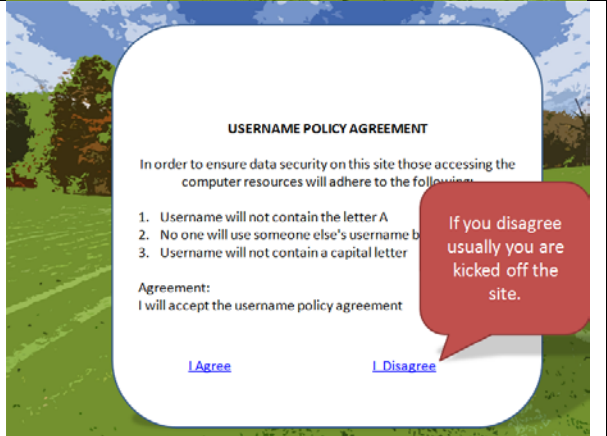 USERNAME POLICY AGREEMENT
In order to ensure data security on this site those accessing the
computer resources will adhere to the following:
1. Username will not contain the letter A
2. No one will use someone else's username
3. Username will not contain a capital letter
Agreement:
I will accept the username policy agreement
I Agree
I Disagree
If you disagree
usually you are
kicked off the
site.